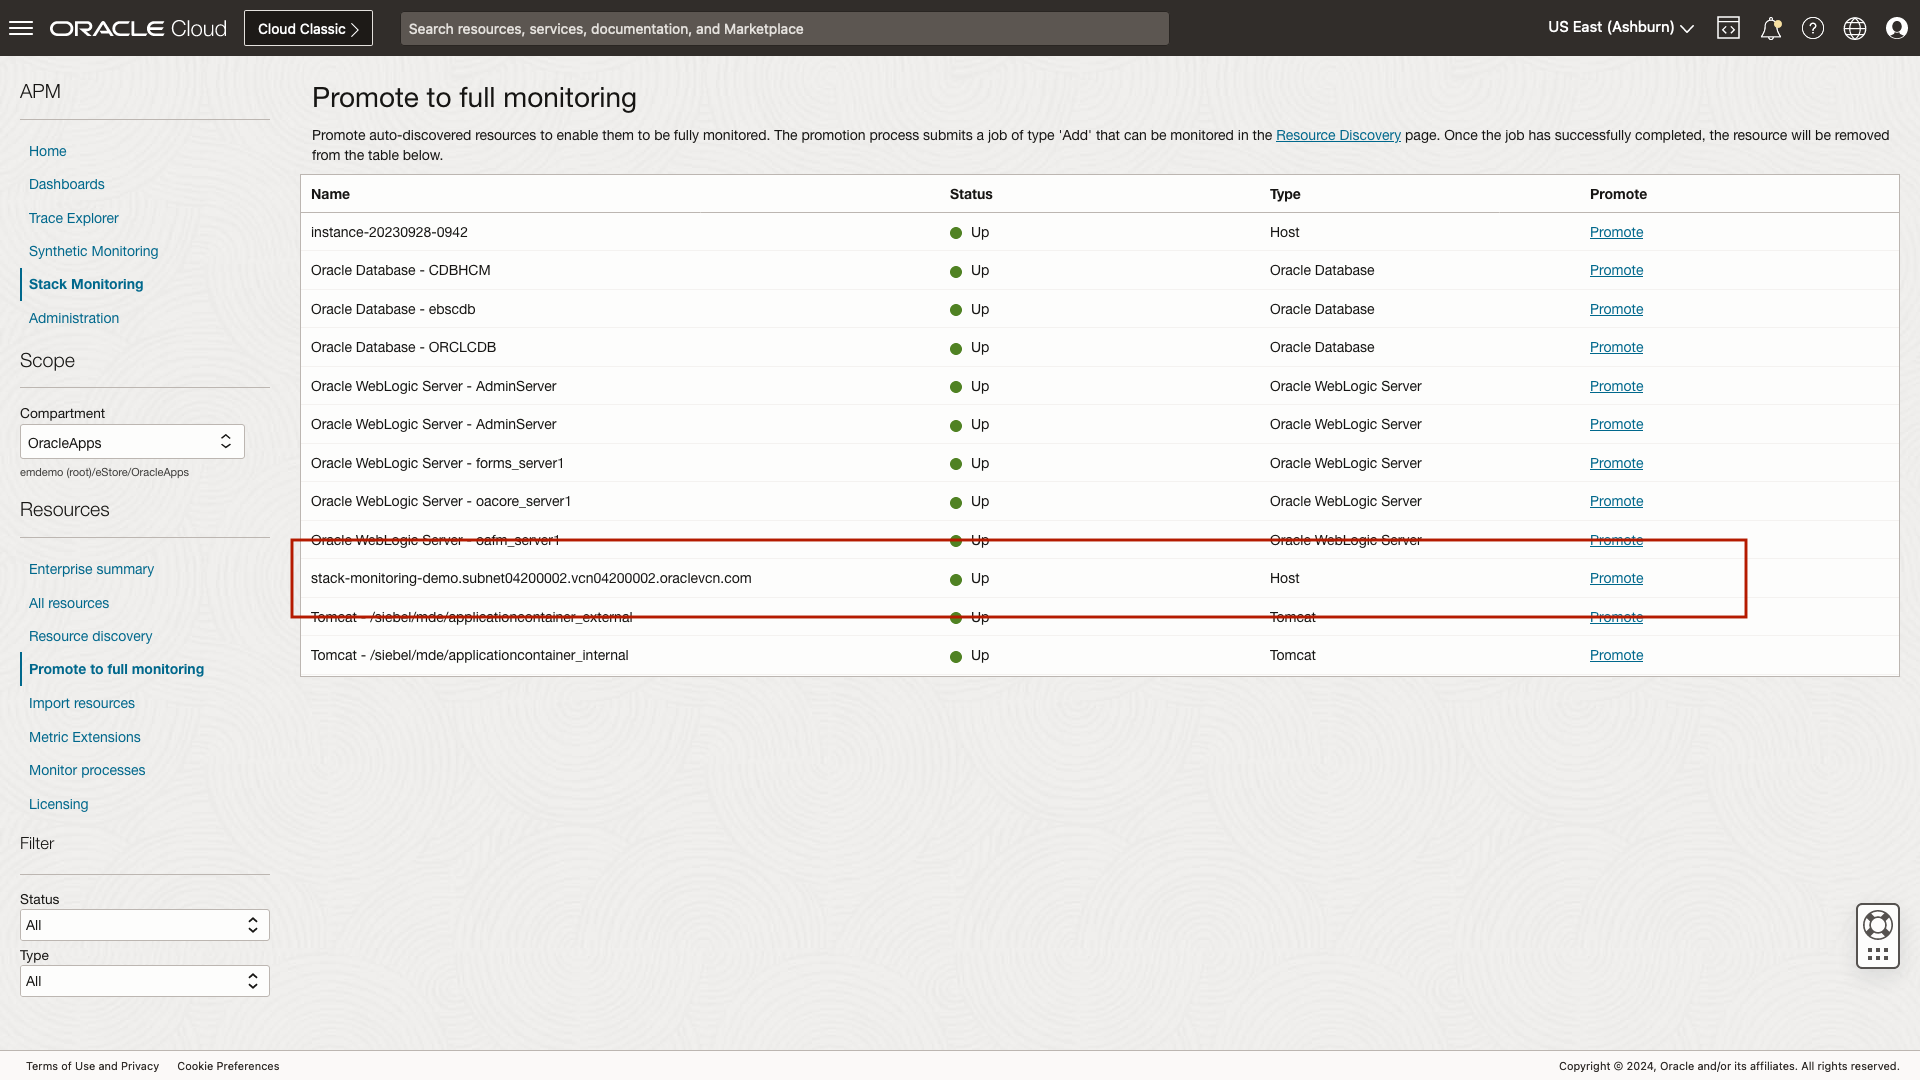 ORACLE Cloud
Cloud Classic
Search resources, services, documentation, and Marketplace
US East (Ashburn)
APM
Home
Dashboards
Trace Explorer
Synthetic Monitoring
Stack Monitoring
Administration
Scope
Compartment
OracleApps
emdemo (root)/eStore/OracleApps
Resources
Enterprise summary
All resources
Resource discovery
Promote to full monitoring
Import resources
Metric Extensions
Monitor processes
Licensing
Filter
Status
All
Type
All
Promote to full monitoring
Promote auto-discovered resources to enable them to be fully monitored. The promotion process submits a job of type 'Add' that can be monitored in the Resource Discovery page. Once the job has successfully completed, the resource will be removed
from the table below.
Name Status Type Promote
instance-20230928-0942 Up Host Promote
Oracle Database - CDBHCM Up Oracle Database Promote
Oracle Database - ebscdb Up Oracle Database Promote
Oracle Database - ORCLCDB Up Oracle Database Promote
Oracle WebLogic Server - AdminServer Up Oracle WebLogic Server Promote
Oracle WebLogic Server - AdminServer Up Oracle WebLogic Server Promote
Oracle WebLogic Server - forms_server1 Up Oracle WebLogic Server Promote
Oracle WebLogic Server - oacore_server1 Up Oracle WebLogic Server Promote
Oracle WebLogic Server - oafm_server1 Up Oracle WebLogic Server Promote
stack-monitoring-demo.subnet04200002.vcn04200002.oraclevcn.com Up Host Promote
Tomcat - /siebel/mde/applicationcontainer_external Up Tomcat Promote
Tomcat - /siebel/mde/applicationcontainer_internal Up Tomcat Promote
Terms of Use and Privacy Cookie Preferences
Copyright © 2024, Oracle and/or its affiliates. All rights reserved.